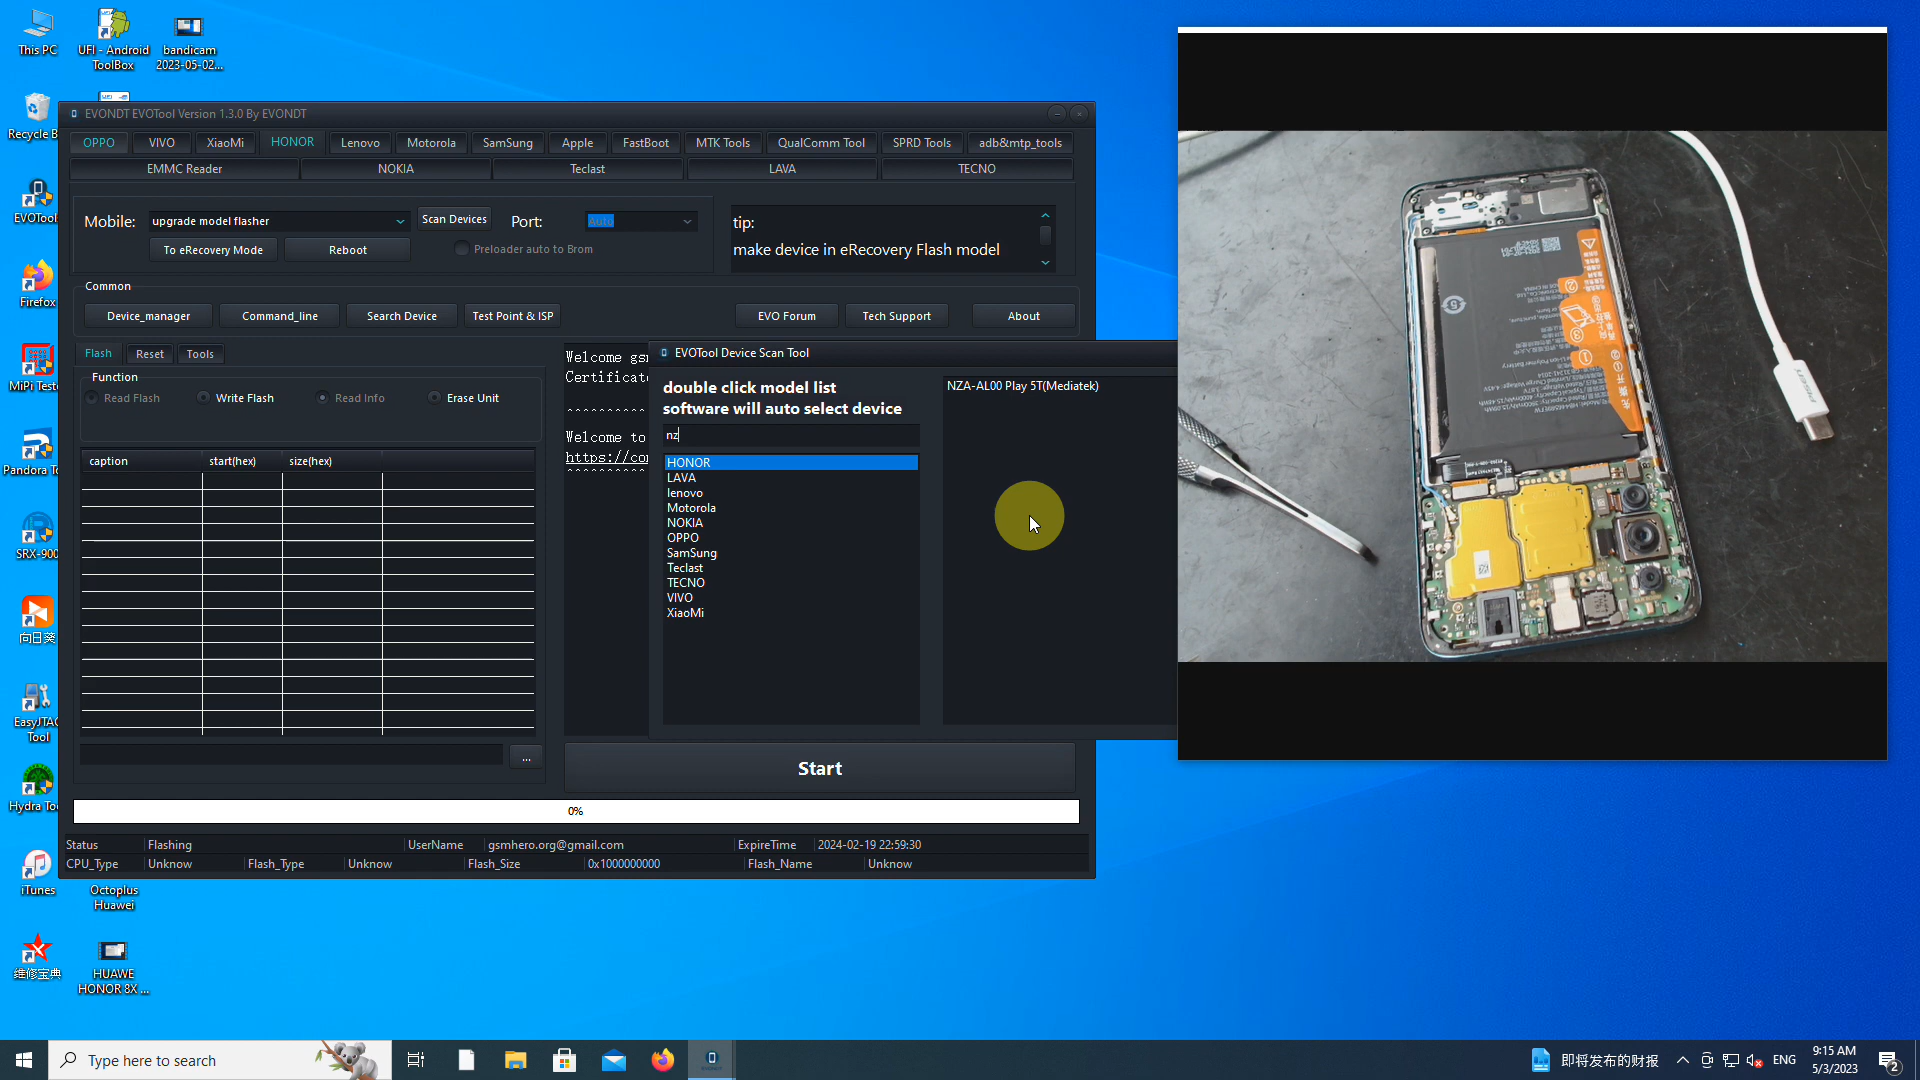 This PC
UFI - Android
ToolBox
bandicam
2023-05-02...
Recycle B
EVOTool
Firefox
MiPi Teste
Pandora To
SRX-900
向日葵
EasyJTAG
Tool
Hydra Too
iTunes
Octoplus
Huawei
维修宝典
HUAWE
HONOR 8X ...
EVONDT EVOTool Version 1.3.0 By EVONDT
OPPO
VIVO
XiaoMi
HONOR
Lenovo
Motorola
SamSung
Apple
FastBoot
MTK Tools
QualComm Tool
SPRD Tools
adb&mtp_tools
EMMC Reader
NOKIA
Teclast
LAVA
TECNO
Mobile:
upgrade model flasher
Scan Devices
Port:
Auto
To eRecovery Mode
Reboot
Preloader auto to Brom
tip:
make device in eRecovery Flash model
Common
Device_manager
Command_line
Search Device
Test Point & ISP
EVO Forum
Tech Support
About
Flash
Reset
Tools
Function
Read Flash
Write Flash
Read Info
Erase Unit
caption
start(hex)
size(hex)
...
Welcome gsm
Certificate
^^^^^^^^^^
Welcome to
https://con
^^^^^^^^^^
EVOTool Device Scan Tool
double click model list
software will auto select device
nz
HONOR
LAVA
lenovo
Motorola
NOKIA
OPPO
SamSung
Teclast
TECNO
VIVO
XiaoMi
NZA-AL00 Play 5T(Mediatek)
Start
0%
Status
Flashing
UserName
gsmhero.org@gmail.com
ExpireTime
2024-02-19 22:59:30
CPU_Type
Unknow
Flash_Type
Unknow
Flash_Size
0x1000000000
Flash_Name
Unknow
Type here to search
即将发布的财报
ENG
9:15 AM
5/3/2023
2